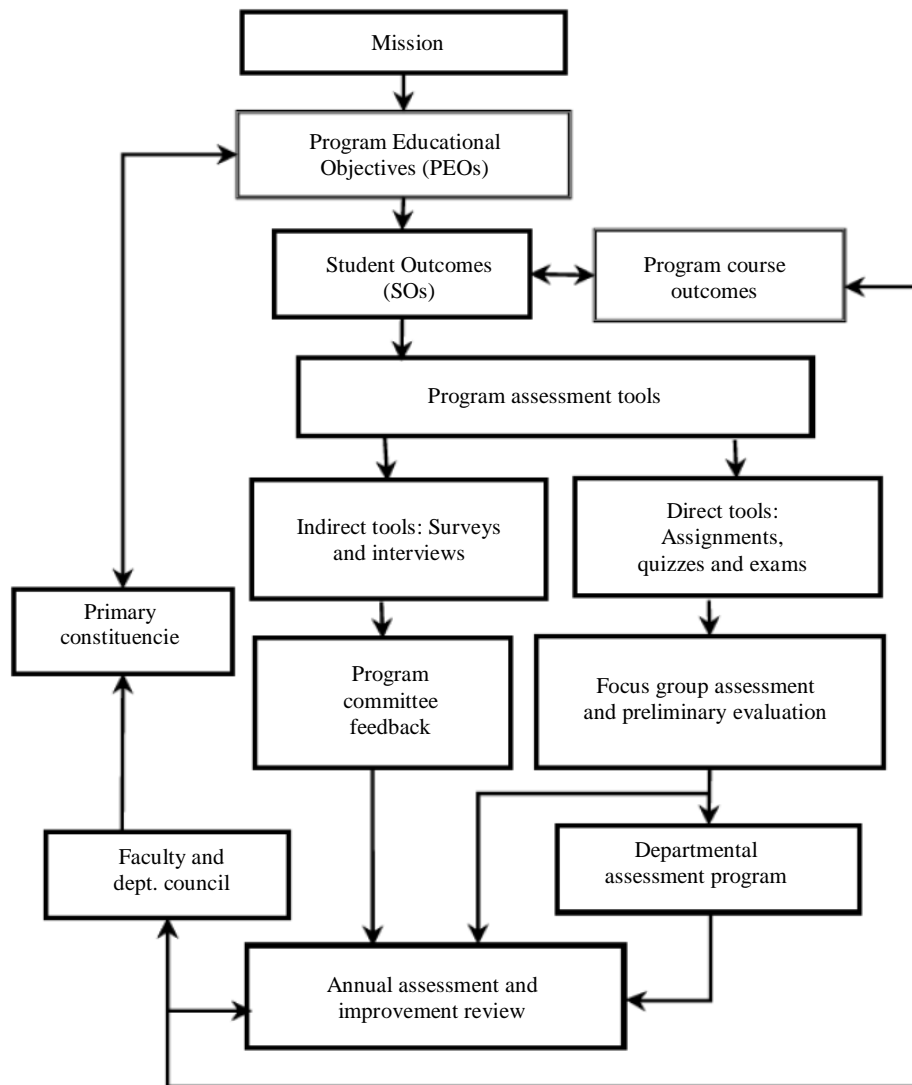 Mission
Program Educational
Objectives (PEOs)
Student Outcomes
(SOs)
Program course
outcomes
Program assessment tools
Indirect tools: Surveys
and interviews
Direct tools:
Assignments,
quizzes and exams
Primary
constituencie
Program
committee
feedback
Focus group assessment
and preliminary evaluation
Faculty and
dept. council
Departmental
assessment program
Annual assessment and
improvement review